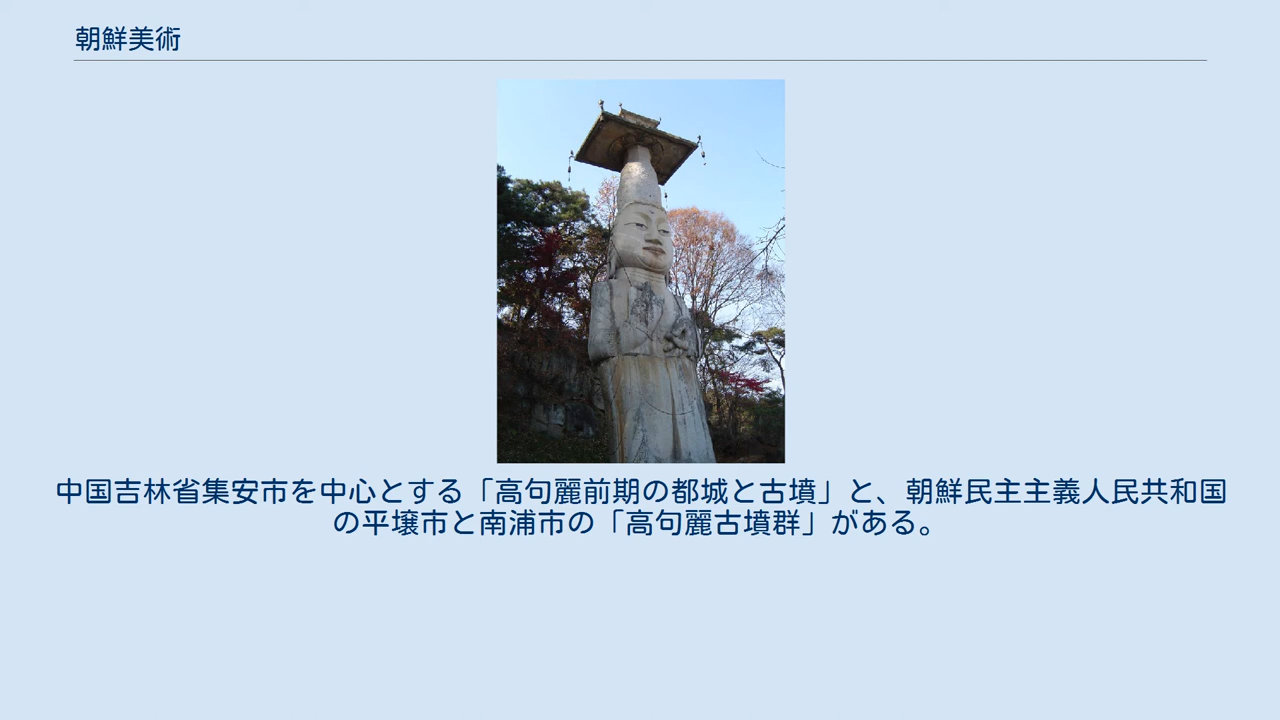 朝鮮美術
中国吉林省集安市を中心とする「高句麗前期の都城と古墳」と、朝鮮民主主義人民共和国
の平壌市と南浦市の「高句麗古墳群」がある。